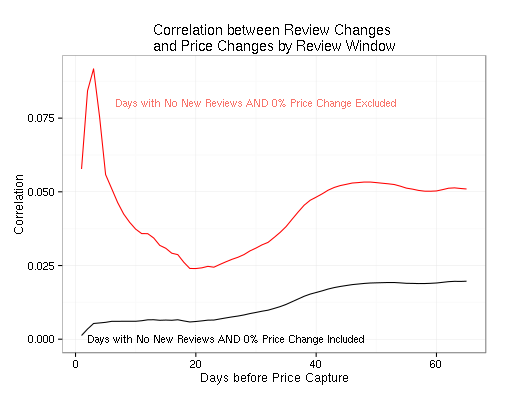 Correlation between Review Changes
and Price Changes by Review Window
Days with No New Reviews AND 0% Price Change Excluded
0.075
0.050
0.025
0.000
Correlation
Days with No New Reviews AND 0% Price Change Included
0
20
40
60
Days before Price Capture